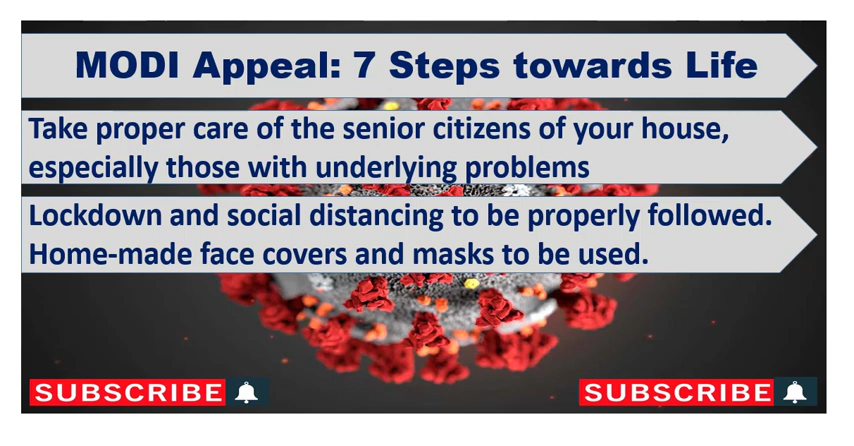 MODI Appeal: 7 Steps towards Life
Take proper care of the senior citizens of your house,
especially those with underlying problems
Lockdown and social distancing to be properly followed.
Home-made face covers and masks to be used.
SUBSCRIBE
SUBSCRIBE